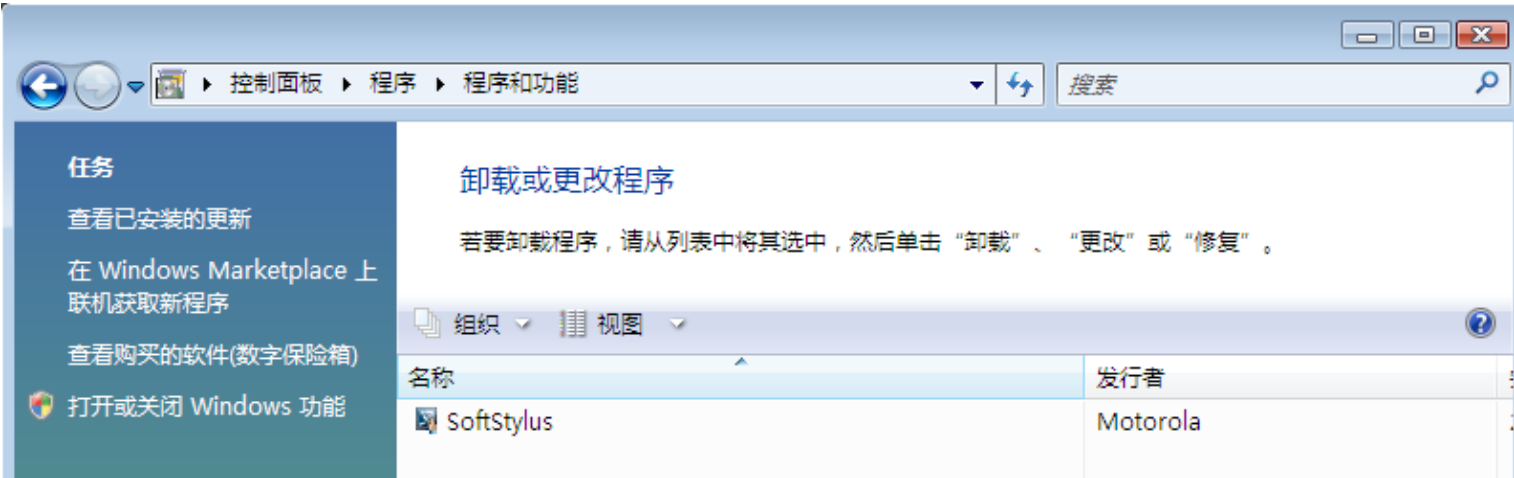 控制面板 ▸ 程序 ▸ 程序和功能
搜索
任务
查看已安装的更新
在 Windows Marketplace 上
联机获取新程序
查看购买的软件(数字保险箱)
打开或关闭 Windows 功能
卸载或更改程序
若要卸载程序，请从列表中将其选中，然后单击“卸载”、“更改”或“修复”。
组织 视图
名称 发行者
SoftStylus Motorola